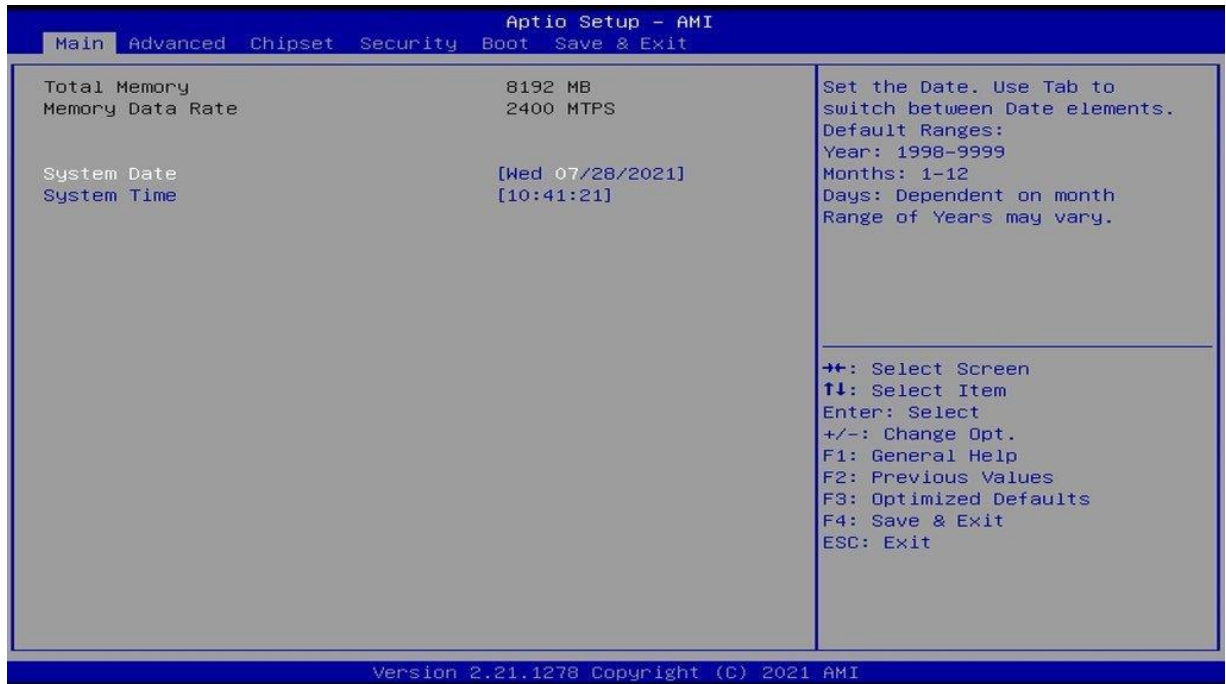 Aptio Setup - AMI
Main Advanced Chipset Security Boot Save & Exit
Total Memory 8192 MB
Memory Data Rate 2400 MTPS
System Date [Wed 07/28/2021]
System Time [10:41:21]
Set the Date. Use Tab to
switch between Date elements.
Default Ranges:
Year: 1998-9999
Months: 1-12
Days: Dependent on month
Range of Years may vary.
→←: Select Screen
↑↓: Select Item
Enter: Select
+/-: Change Opt.
F1: General Help
F2: Previous Values
F3: Optimized Defaults
F4: Save & Exit
ESC: Exit
Version 2.21.1278 Copyright (C) 2021 AMI